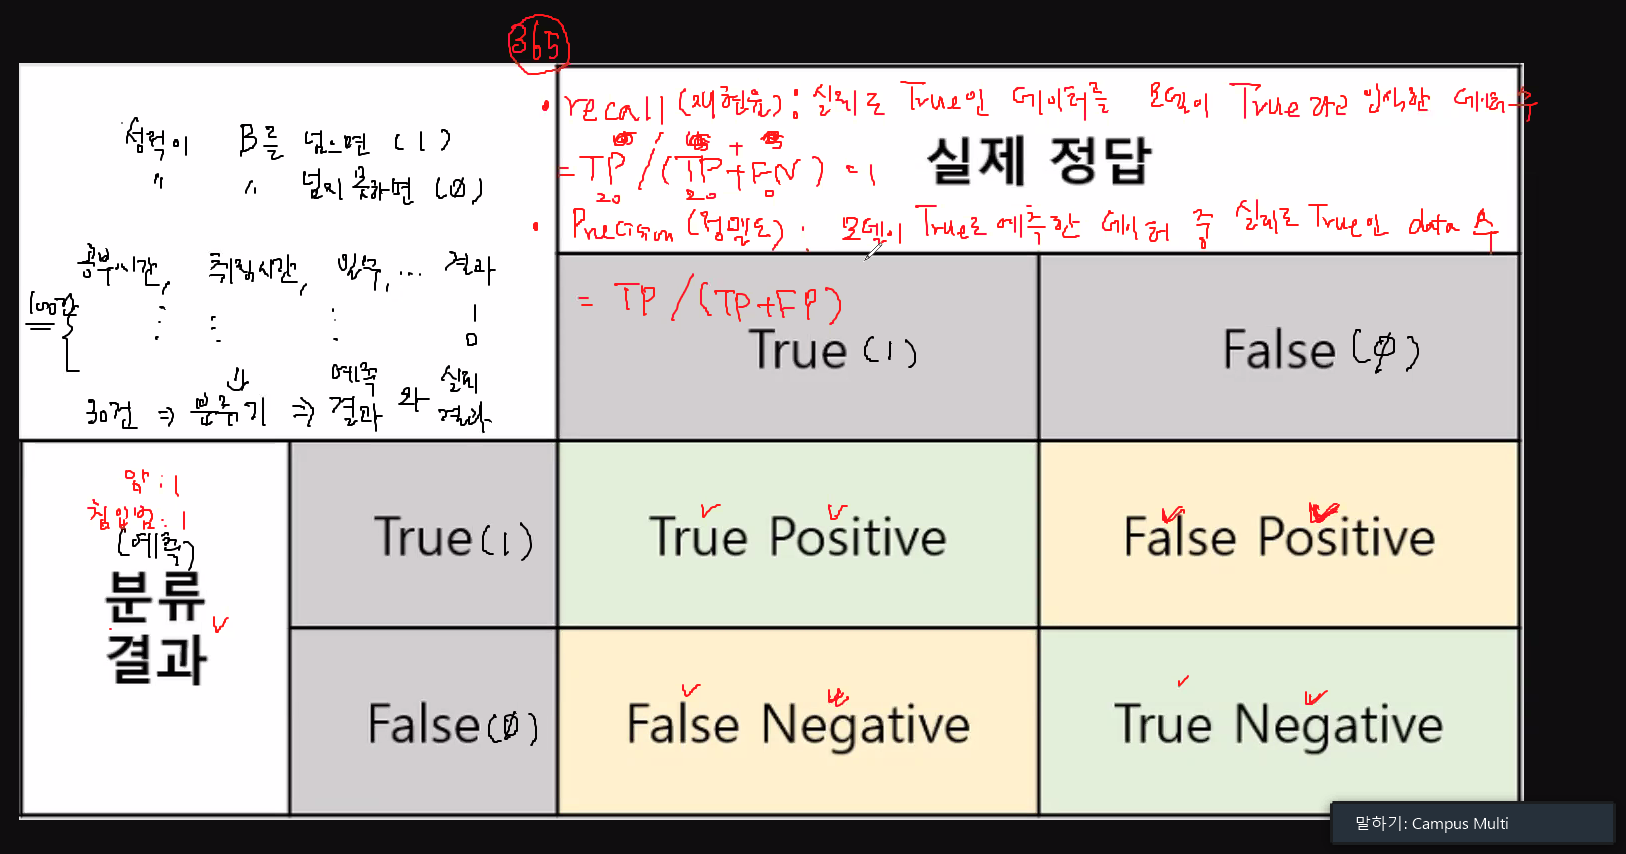 365
• recall (재현율) : 실제로 True인 데이터를 모델이 True라고 인식한 데이터 수
= TP / (TP + FN) = 1
20 20 0
실제 정답
• Precision (정밀도) : 모델이 True로 예측한 데이터 중 실제로 True인 data 수
= TP / (TP+FP)
성적이 B를 넘으면 (1)
〃 〃 넘지 못하면 (0)
공부시간, 취침시간, 결과
1
0
30건 ⇒ 분류기 ⇒ 예측 결과 와 실제 결과
True (1)
False (0)
암 : 1
침입범 : 1
(예측)
분류
결과
True (1)
True Positive
False Positive
False (0)
False Negative
True Negative
말하기: Campus Multi